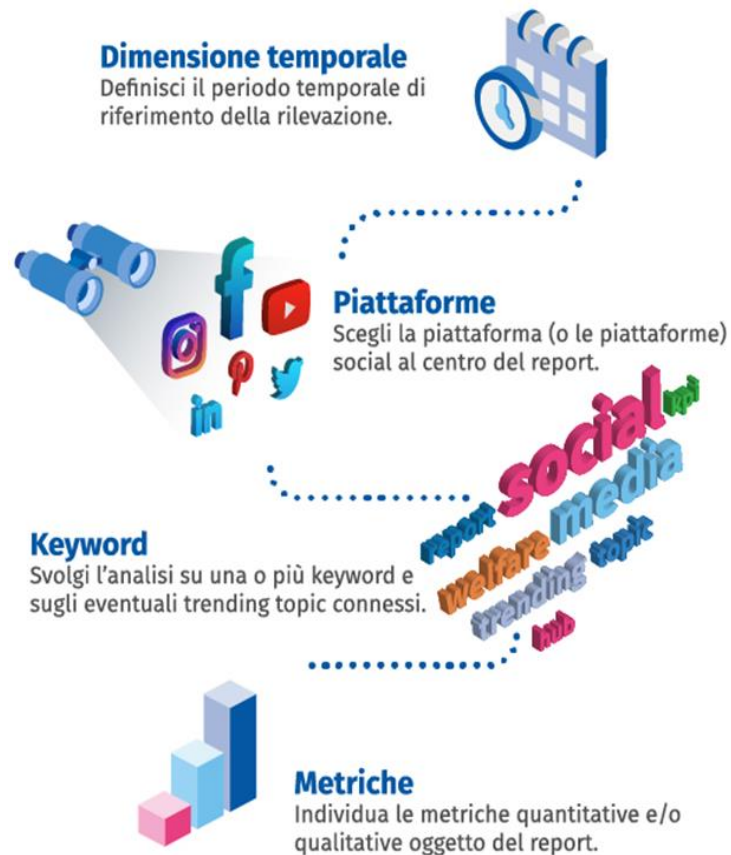 Dimensione temporale
Definisci il periodo temporale di
riferimento della rilevazione.
f
in
Piattaforme
Scegli la piattaforma (o le piattaforme)
social al centro del report.
social
kpi
report
media
welfare
topic
trending
hub
Keyword
Svolgi l'analisi su una o più keyword e
sugli eventuali trending topic connessi.
Metriche
Individua le metriche quantitative e/o
qualitative oggetto del report.